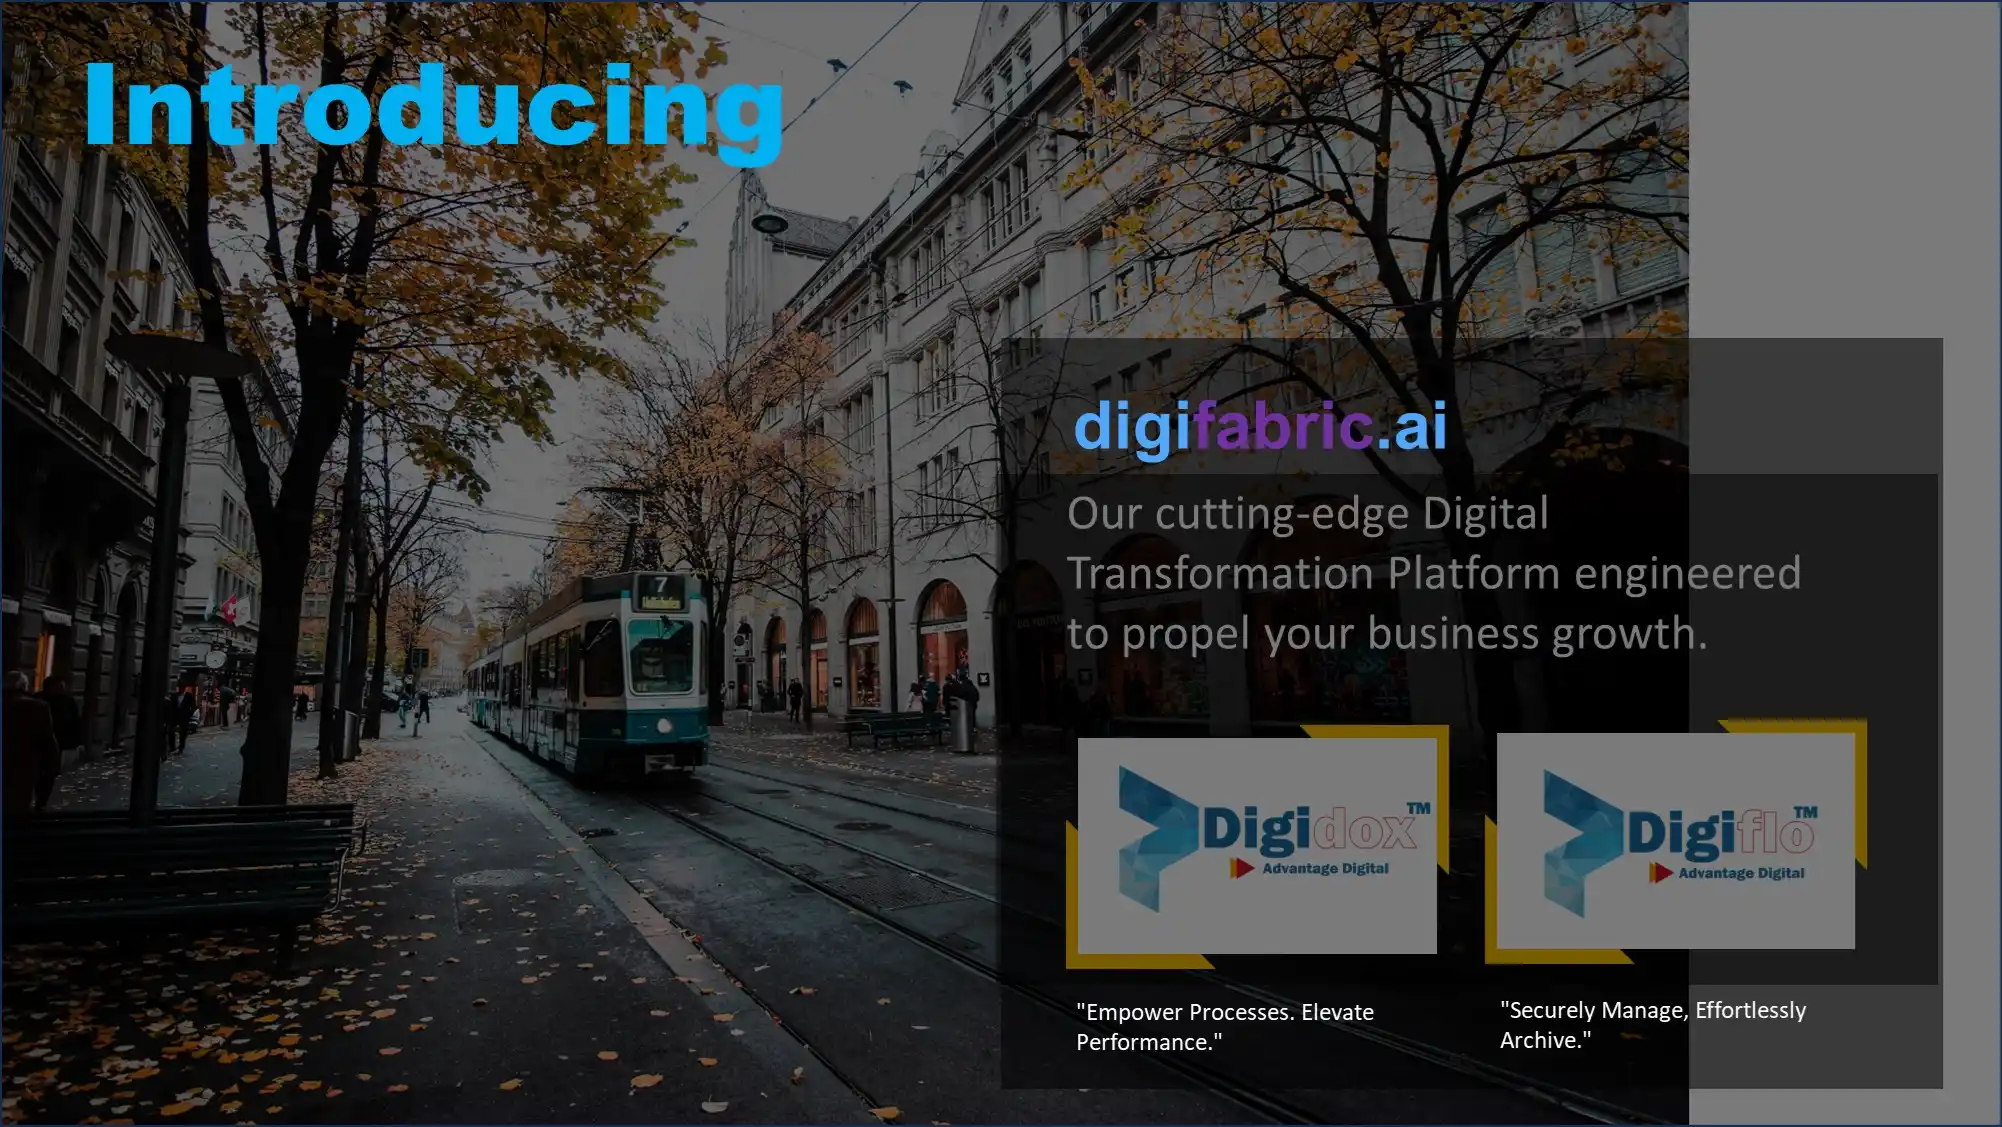 Introducing
digifabric.ai
Our cutting-edge Digital
Transformation Platform engineered
to propel your business growth.
7
Digidox™
Advantage Digital
Digiflo™
Advantage Digital
"Empower Processes. Elevate
Performance."
"Securely Manage, Effortlessly
Archive."